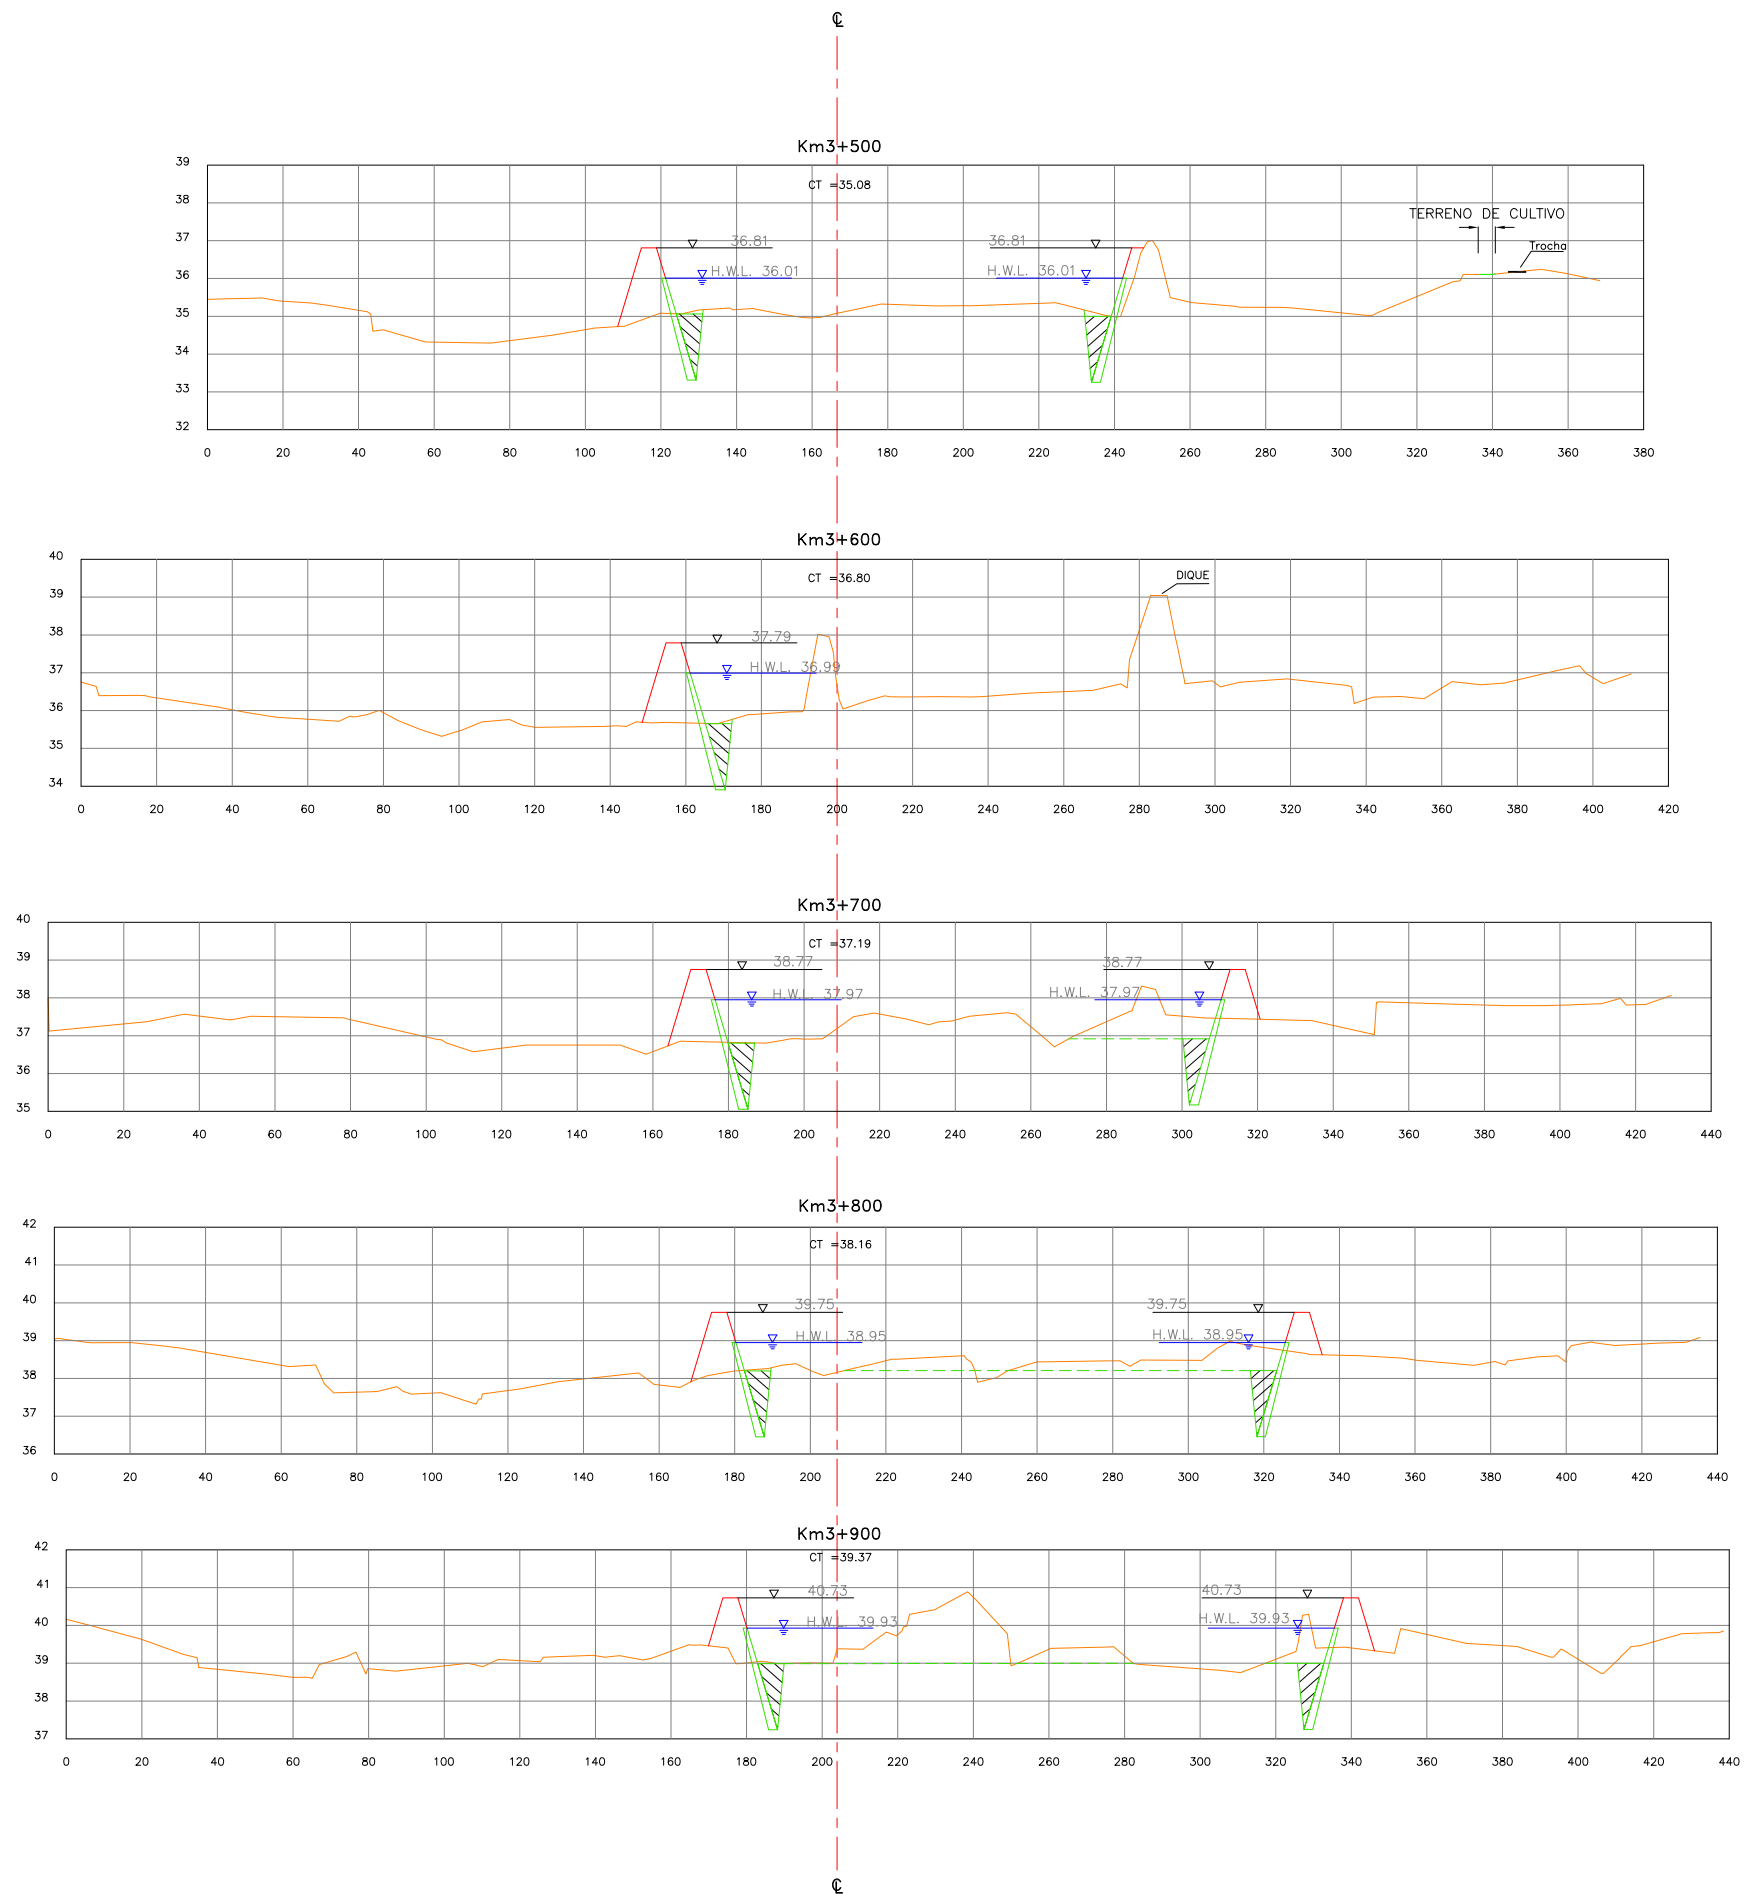 ℄
Km3+500
CT =35.08
39
38
37
36
35
34
33
32
TERRENO DE CULTIVO
Trocha
36.81
36.81
H.W.L. 36.01
H.W.L. 36.01
0 20 40 60 80 100 120 140 160 180 200 220 240 260 280 300 320 340 360 380
Km3+600
CT =36.80
40
39
38
37
36
35
34
DIQUE
37.79
H.W.L. 36.99
0 20 40 60 80 100 120 140 160 180 200 220 240 260 280 300 320 340 360 380 400 420
Km3+700
CT =37.19
40
39
38
37
36
35
38.77
38.77
H.W.L. 37.97
H.W.L. 37.97
0 20 40 60 80 100 120 140 160 180 200 220 240 260 280 300 320 340 360 380 400 420 440
Km3+800
CT =38.16
42
41
40
39
38
37
36
39.75
39.75
H.W.L. 38.95
H.W.L. 38.95
0 20 40 60 80 100 120 140 160 180 200 220 240 260 280 300 320 340 360 380 400 420 440
Km3+900
CT =39.37
42
41
40
39
38
37
40.73
40.73
H.W.L. 39.93
H.W.L. 39.93
0 20 40 60 80 100 120 140 160 180 200 220 240 260 280 300 320 340 360 380 400 420 440
℄